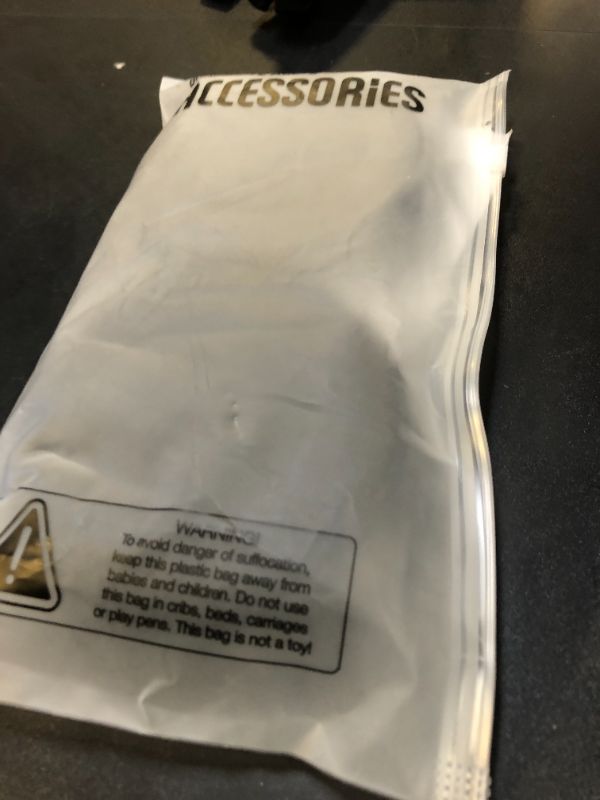 ACCESSORiES
WARNING!
To avoid danger of suffocation,
keep this plastic bag away from
babies and children. Do not use
this bag in cribs, beds, carriages
or play pens. This bag is not a toy!